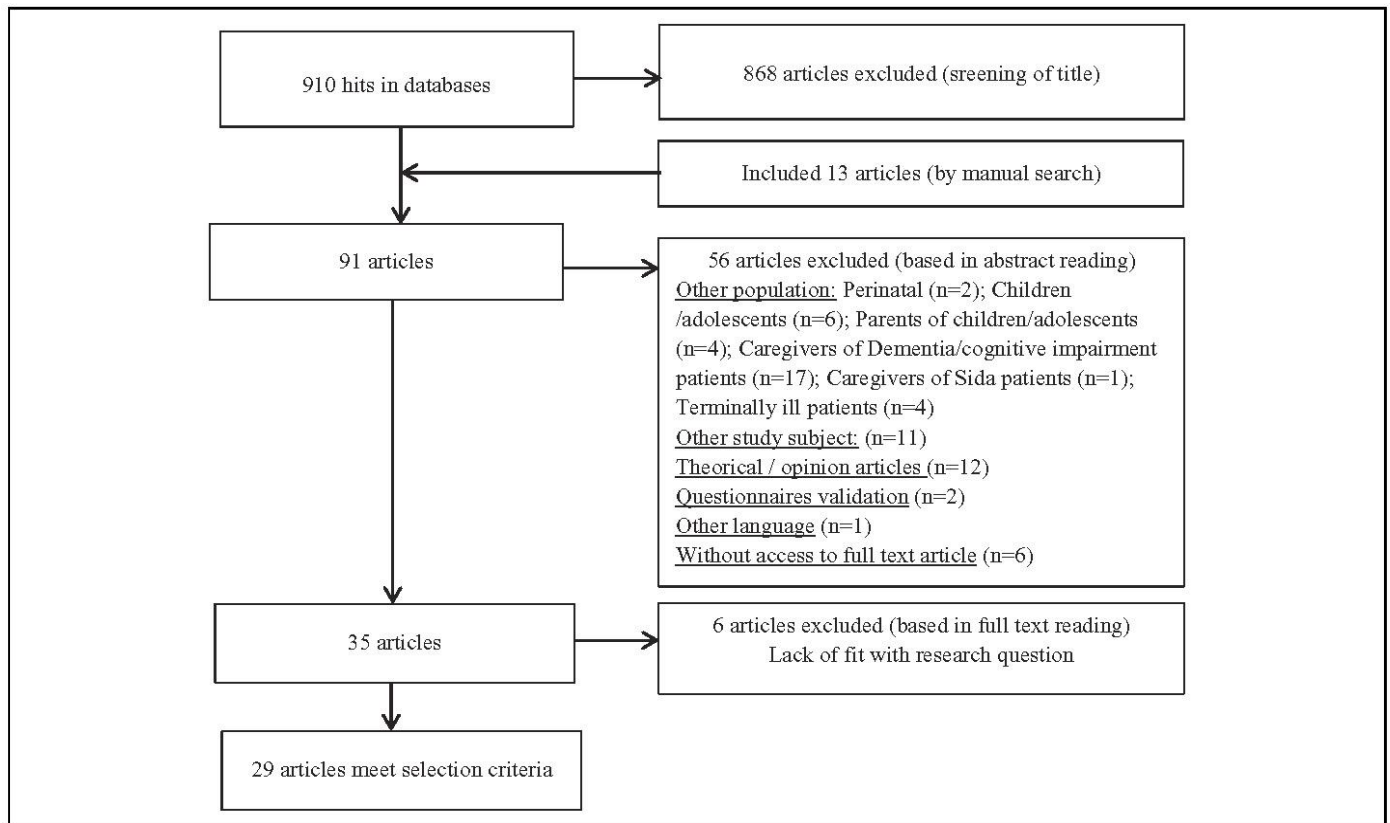 910 hits in databases
868 articles excluded (sreening of title)
Included 13 articles (by manual search)
91 articles
56 articles excluded (based in abstract reading)
Other population: Perinatal (n=2); Children
/adolescents (n=6); Parents of children/adolescents
(n=4); Caregivers of Dementia/cognitive impairment
patients (n=17); Caregivers of Sida patients (n=1);
Terminally ill patients (n=4)
Other study subject: (n=11)
Theorical / opinion articles (n=12)
Questionnaires validation (n=2)
Other language (n=1)
Without access to full text article (n=6)
35 articles
6 articles excluded (based in full text reading)
Lack of fit with research question
29 articles meet selection criteria